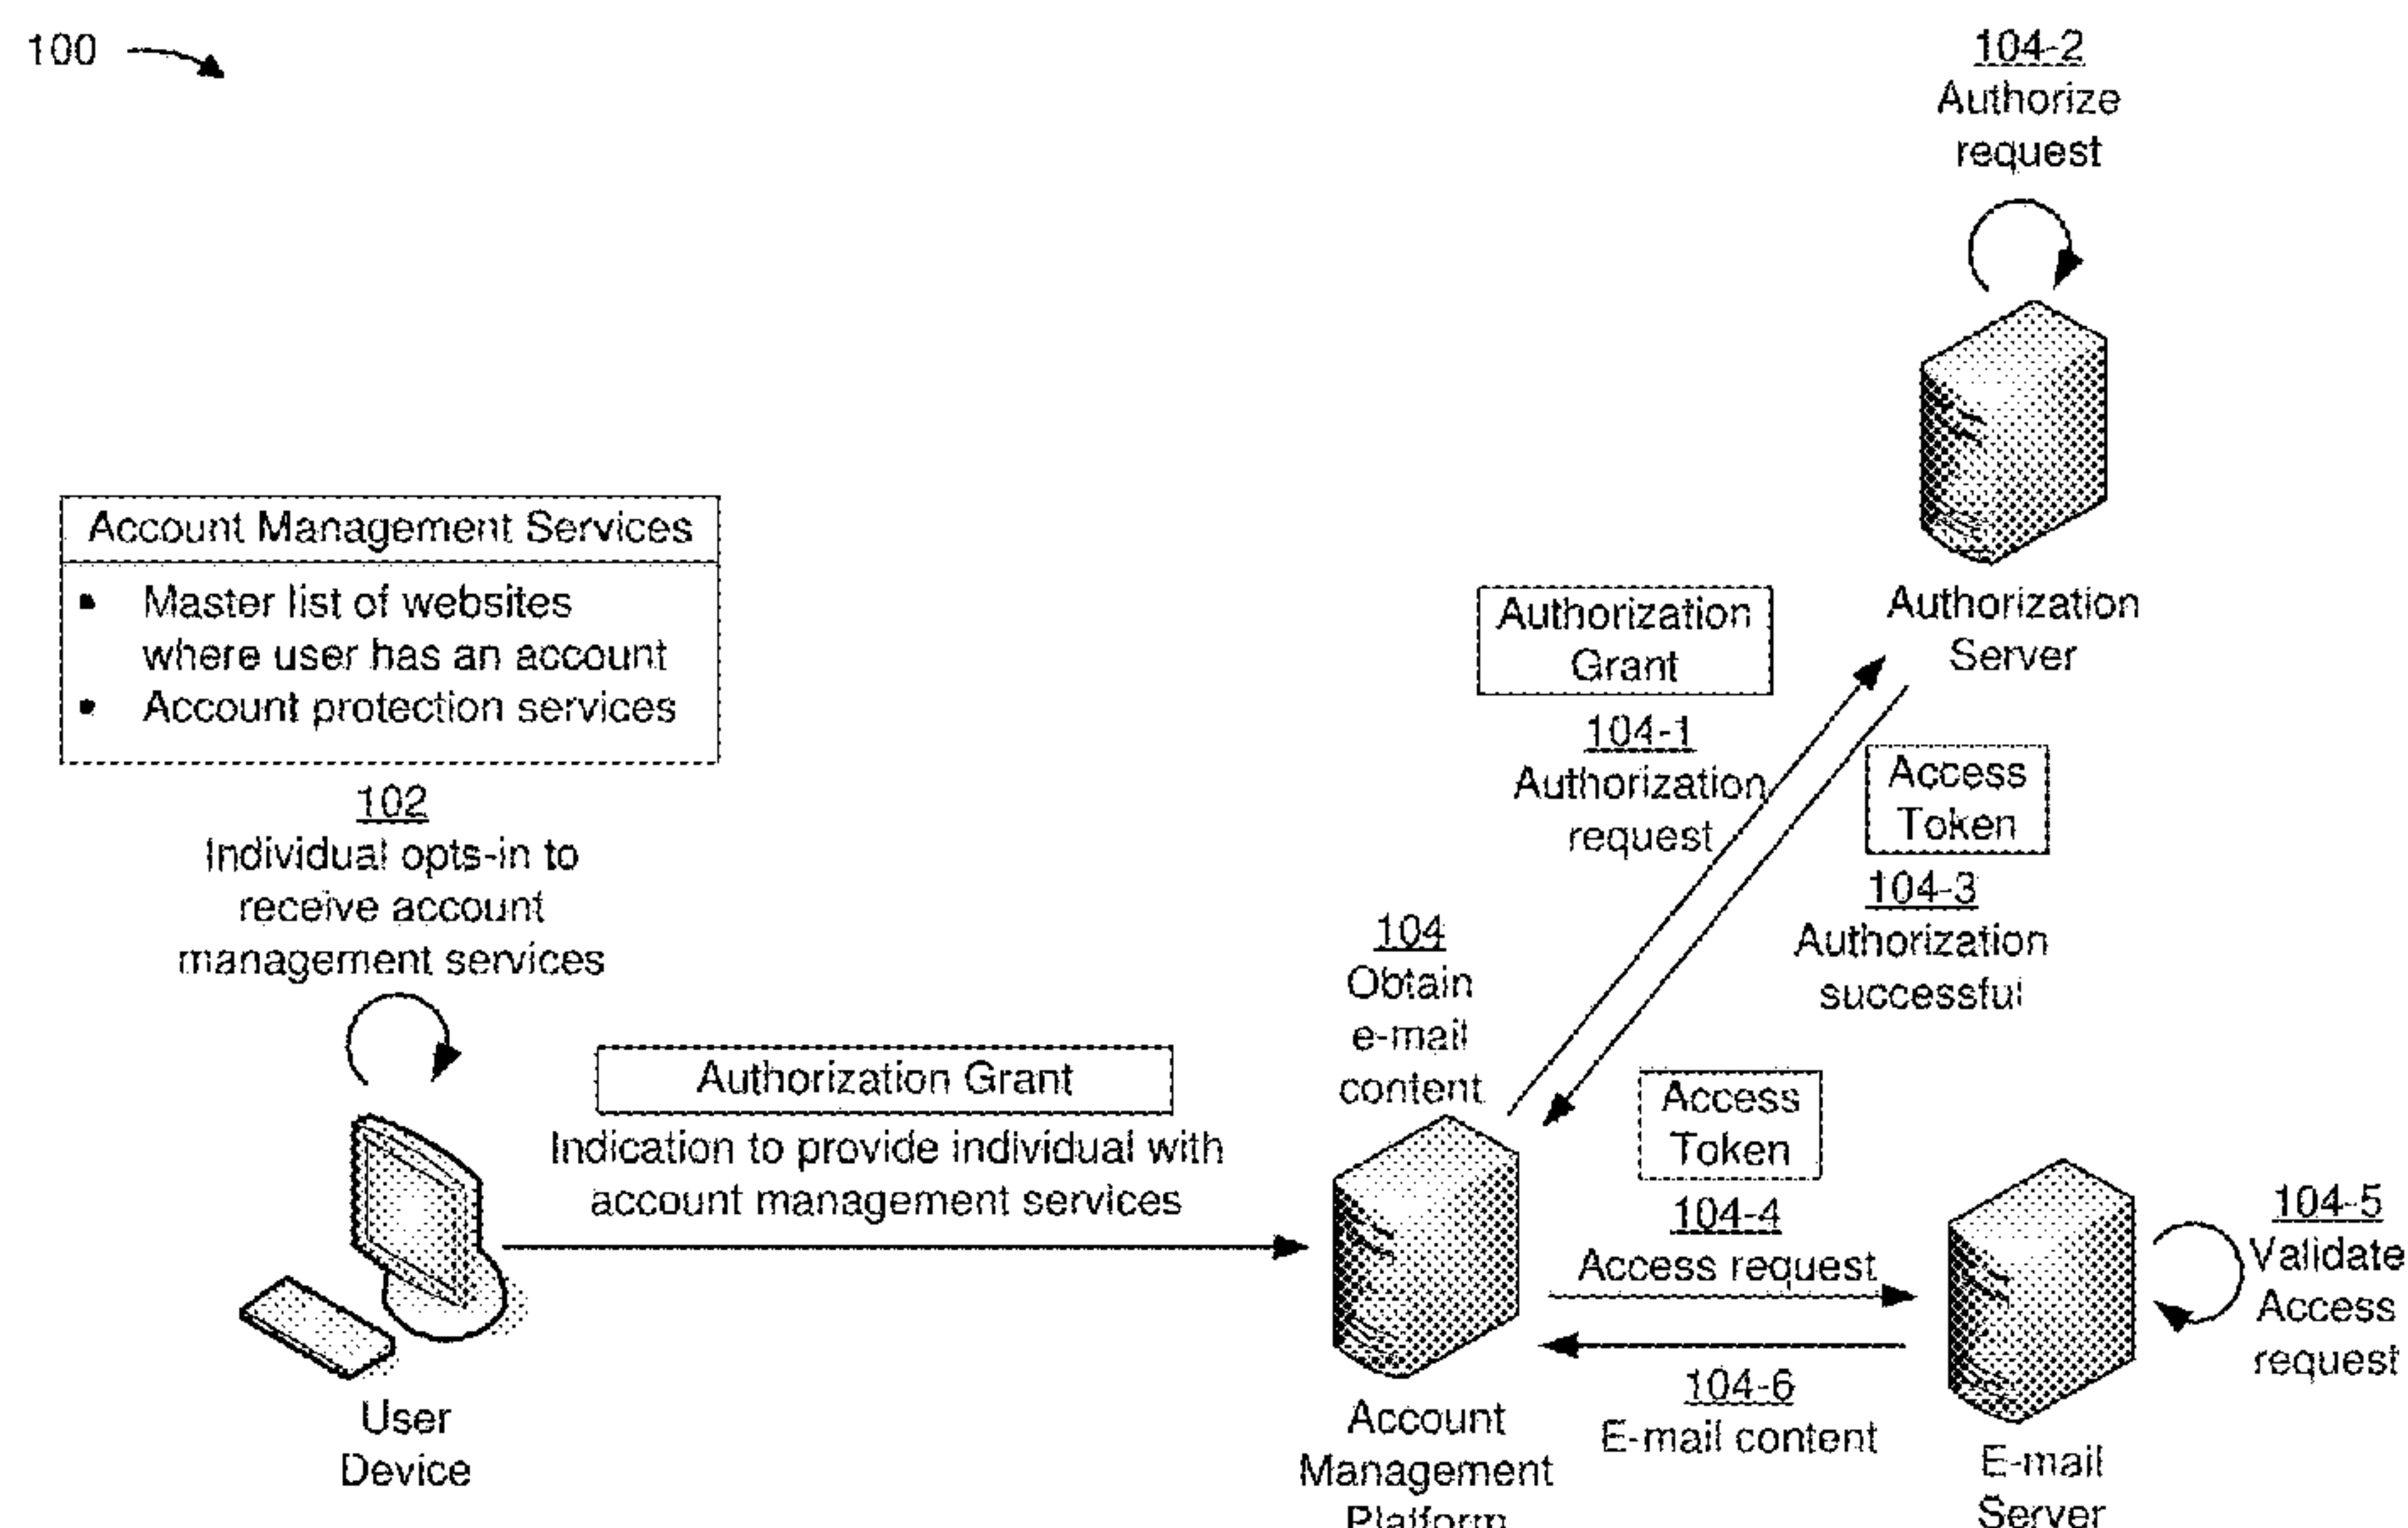 100
104-2
Authorize
request
Authorization
Server
Account Management Services
• Master list of websites
where user has an account
• Account protection services
102
Individual opts-in to
receive account
management services
Authorization Grant
Indication to provide individual with
account management services
User
Device
Authorization
Grant
104-1
Authorization
request
Access
Token
104-3
Authorization
successful
104
Obtain
e-mail
content
Account
Management
Platform
Access
Token
104-4
Access request
104-6
E-mail content
104-5
Validate
Access
request
E-mail
Server